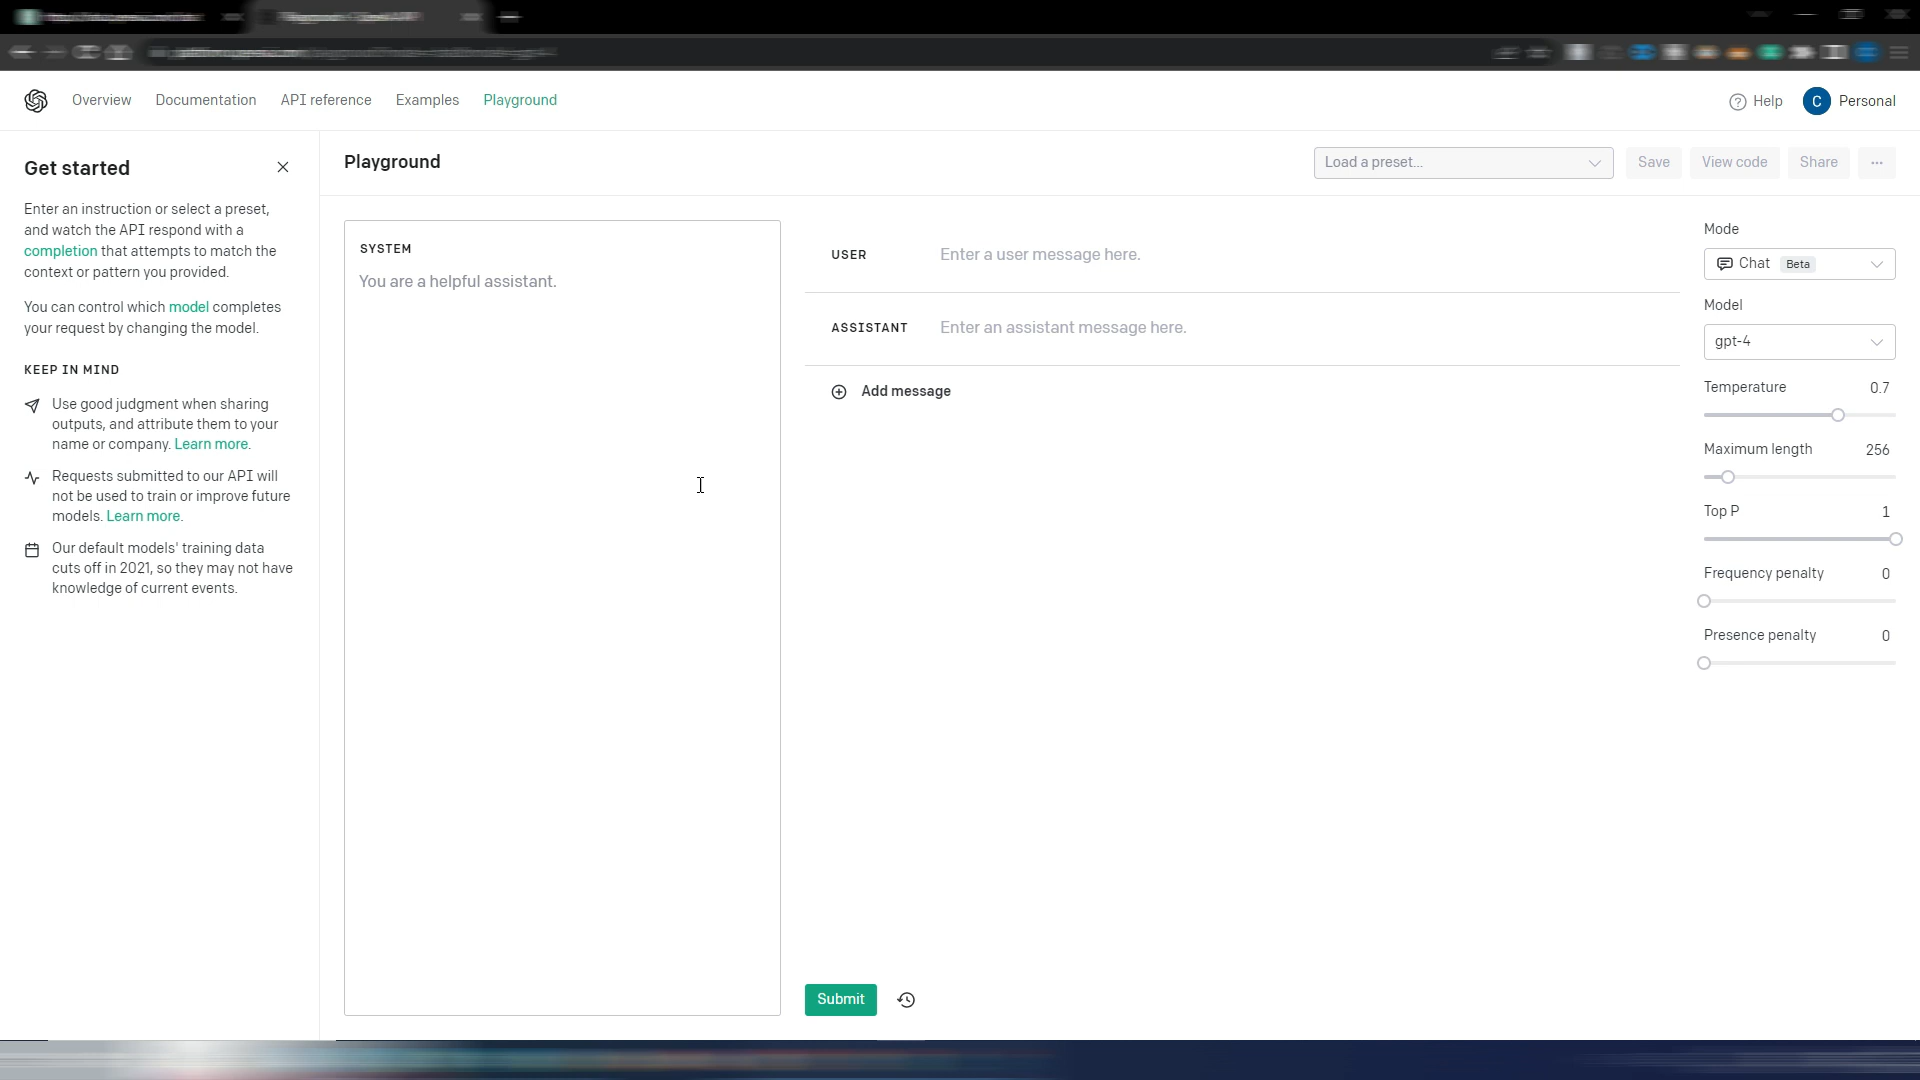 Overview Documentation API reference Examples Playground Help C Personal
Get started
Enter an instruction or select a preset,
and watch the API respond with a
completion that attempts to match the
context or pattern you provided.
You can control which model completes
your request by changing the model.
KEEP IN MIND
Use good judgment when sharing
outputs, and attribute them to your
name or company. Learn more.
Requests submitted to our API will
not be used to train or improve future
models. Learn more.
Our default models' training data
cuts off in 2021, so they may not have
knowledge of current events.
Playground
Load a preset...
Save
View code
Share
...
SYSTEM
You are a helpful assistant.
USER Enter a user message here.
ASSISTANT Enter an assistant message here.
Add message
Submit
Mode
Chat Beta
Model
gpt-4
Temperature 0.7
Maximum length 256
Top P 1
Frequency penalty 0
Presence penalty 0